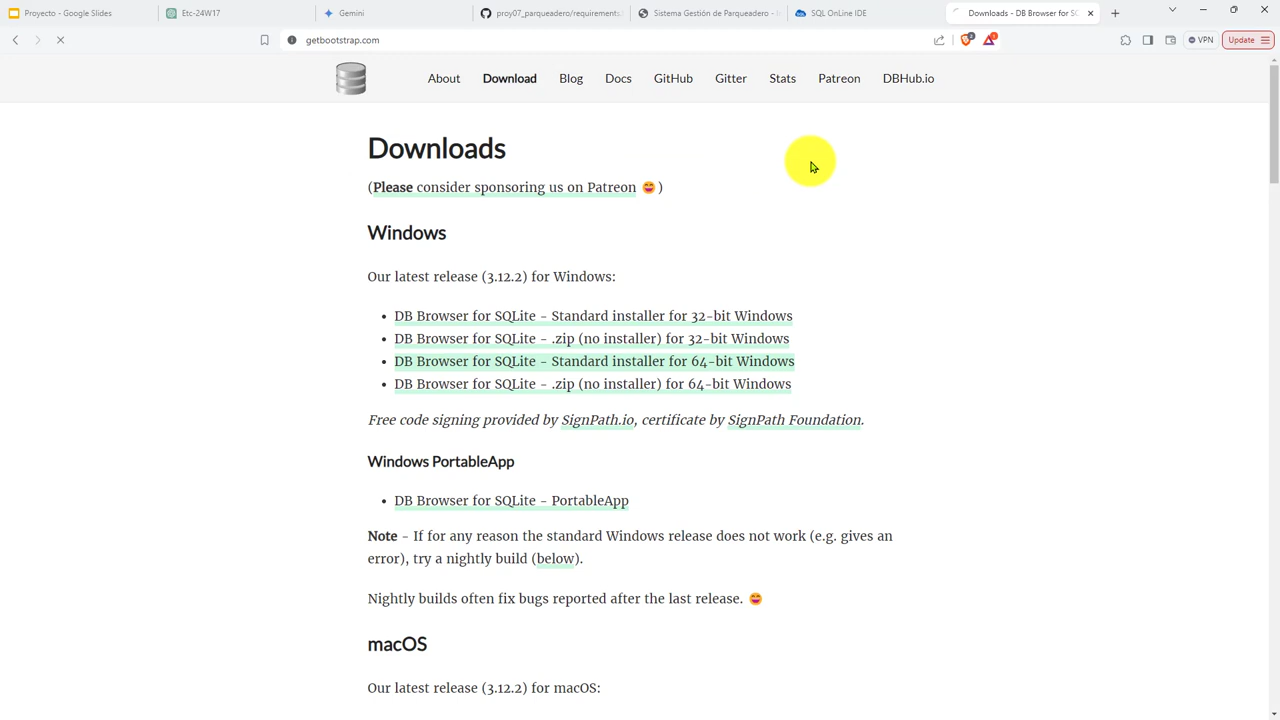 Proyecto - Google Slides
Etc-24W17
Gemini
proy07_parqueadero/requirements.
Sistema Gestión de Parqueadero -
SQL OnLine IDE
Downloads - DB Browser for SQ
getbootstrap.com
VPN
Update
About
Download
Blog
Docs
GitHub
Gitter
Stats
Patreon
DBHub.io
Downloads
(Please consider sponsoring us on Patreon 😄)
Windows
Our latest release (3.12.2) for Windows:
• DB Browser for SQLite - Standard installer for 32-bit Windows
• DB Browser for SQLite - .zip (no installer) for 32-bit Windows
• DB Browser for SQLite - Standard installer for 64-bit Windows
• DB Browser for SQLite - .zip (no installer) for 64-bit Windows
Free code signing provided by SignPath.io, certificate by SignPath Foundation.
Windows PortableApp
• DB Browser for SQLite - PortableApp
Note - If for any reason the standard Windows release does not work (e.g. gives an
error), try a nightly build (below).
Nightly builds often fix bugs reported after the last release. 😄
macOS
Our latest release (3.12.2) for macOS: